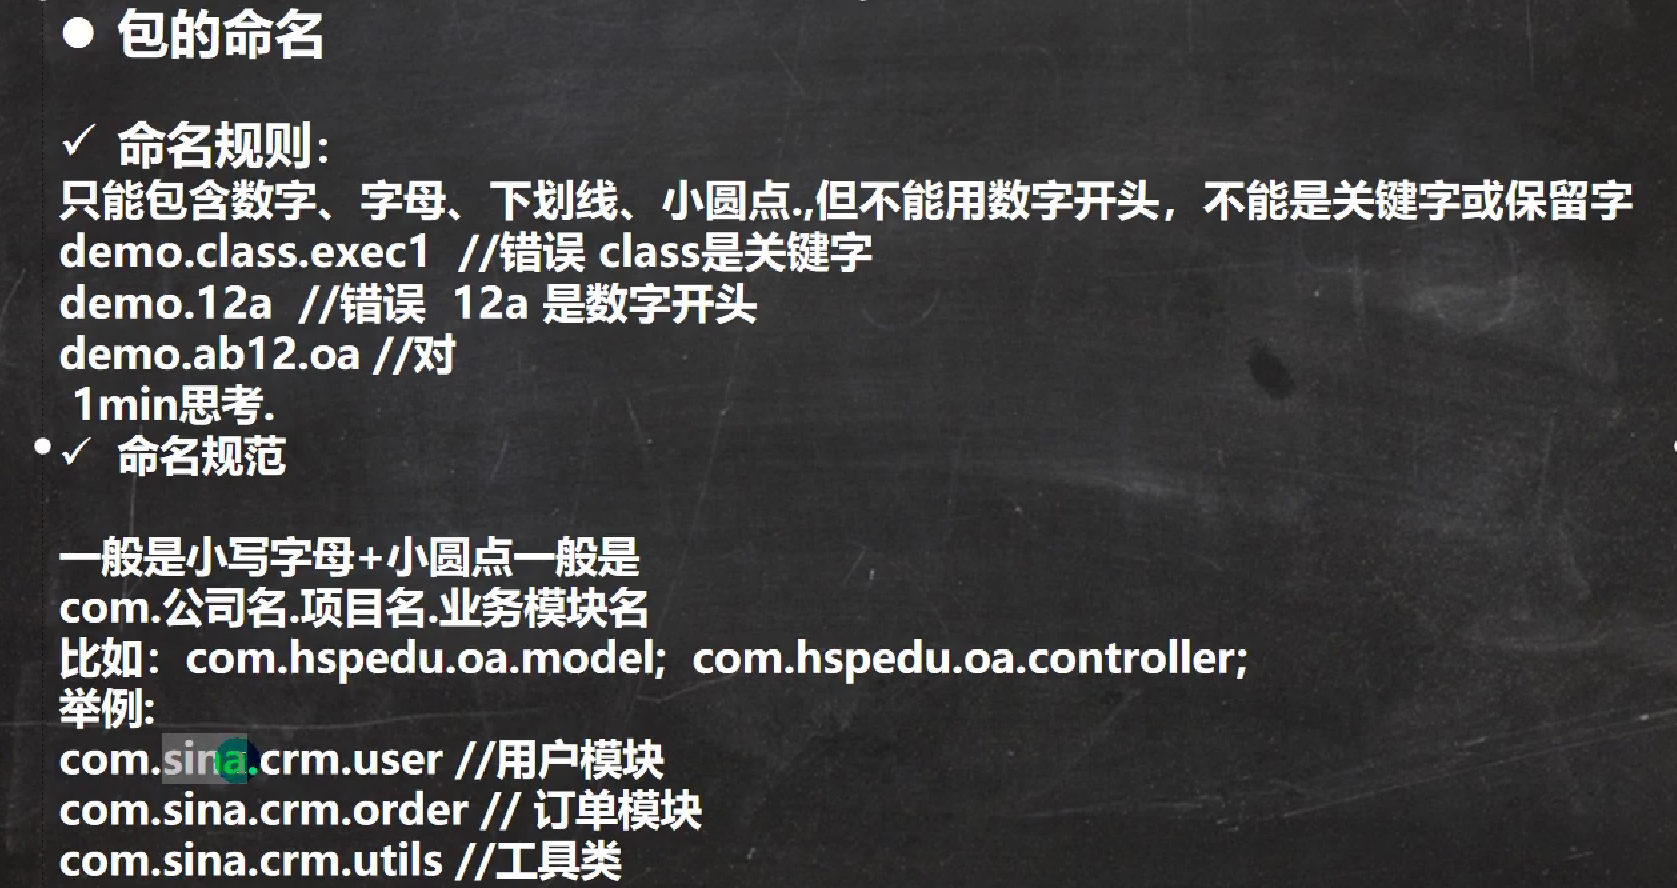 ● 包的命名
✓ 命名规则：
只能包含数字、字母、下划线、小圆点.,但不能用数字开头，不能是关键字或保留字
demo.class.exec1 //错误 class是关键字
demo.12a //错误 12a 是数字开头
demo.ab12.oa //对
1min思考.
✓ 命名规范
一般是小写字母+小圆点一般是
com.公司名.项目名.业务模块名
比如：com.hspedu.oa.model; com.hspedu.oa.controller;
举例:
com.sina.crm.user //用户模块
com.sina.crm.order // 订单模块
com.sina.crm.utils //工具类